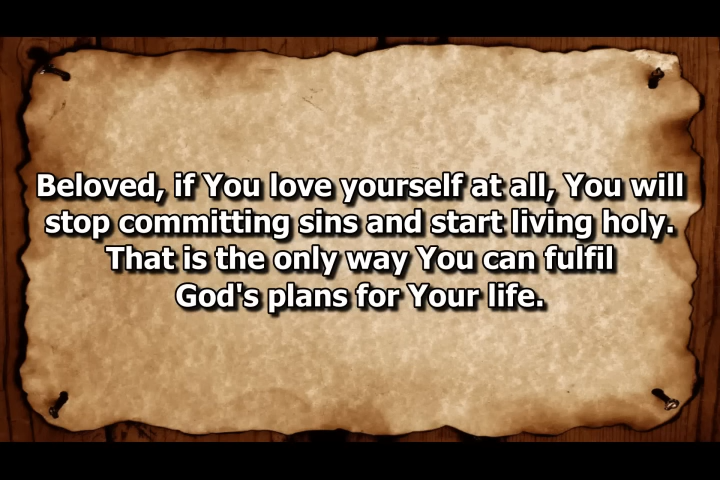 Beloved, if You love yourself at all, You will
stop committing sins and start living holy.
That is the only way You can fulfil
God's plans for Your life.